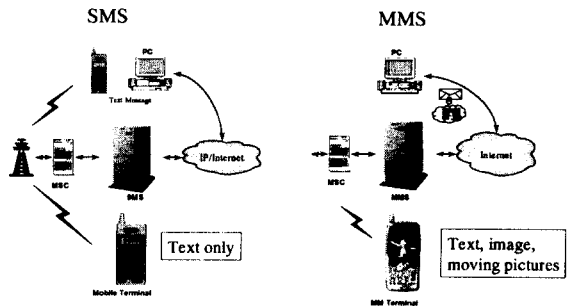 SMS
MMS
PC
PC
Text Message
IP/Internet
Internet
MSC
SMS
MSC
MMS
Text only
Text, image,
moving pictures
Mobile Terminal
MM Terminal